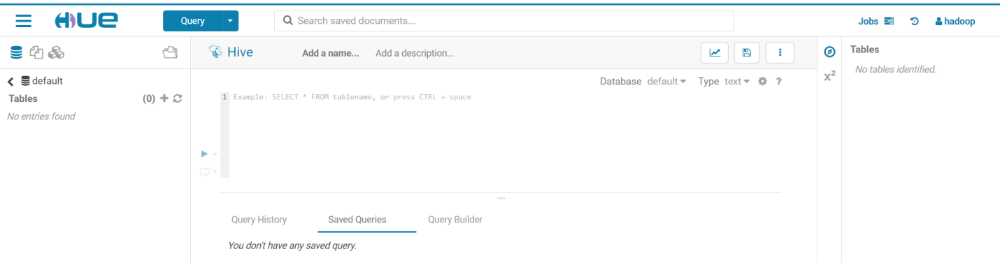 HUE
Query
Search saved documents...
Jobs
hadoop
Hive
Add a name...
Add a description...
Tables
No tables identified.
default
Tables (0)
No entries found
Database default
Type text
?
x²
1 Example: SELECT * FROM tablename, or press CTRL + space
Query History
Saved Queries
Query Builder
You don't have any saved query.